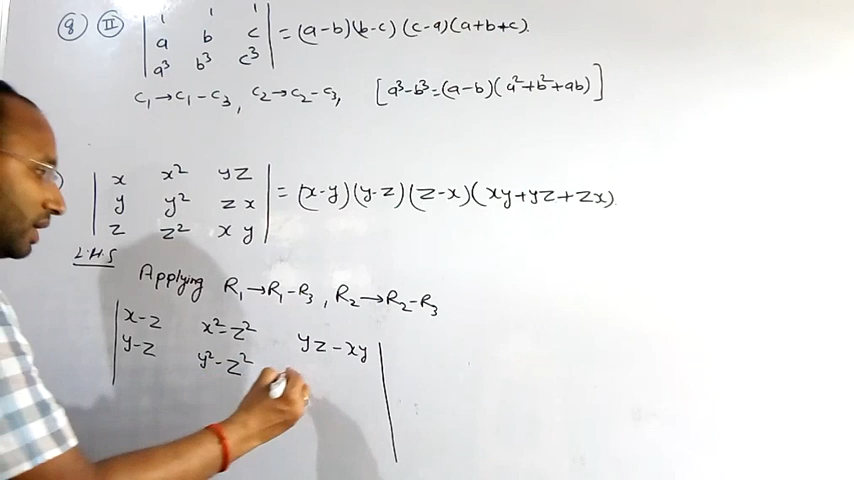 8 II | 1 1 1 |
| a b c | = (a-b)(b-c)(c-a)(a+b+c).
| a³ b³ c³ |
C₁→C₁-C₃, C₂→C₂-C₃, [a³-b³=(a-b)(a²+b²+ab)]
| x x² yz |
| y y² zx | = (x-y)(y-z)(z-x)(xy+yz+zx).
| z z² xy |
L.H.S
Applying R₁→R₁-R₃, R₂→R₂-R₃
| x-z x²-z² yz-xy |
| y-z y²-z²